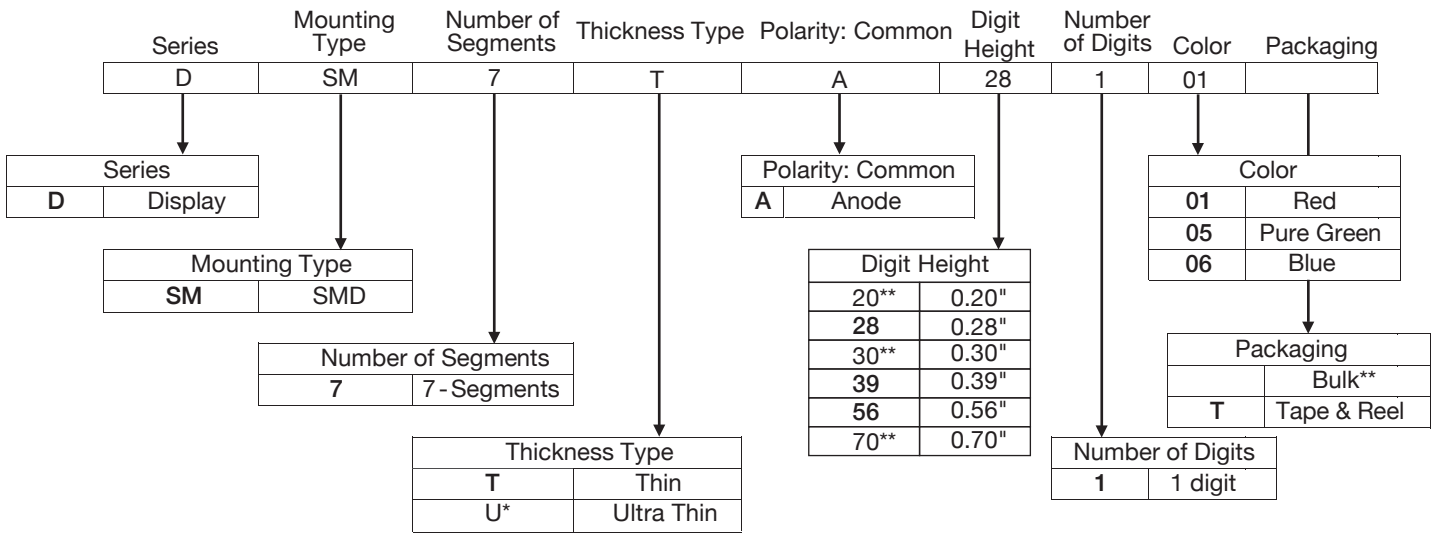 Series
Mounting
Type
Number of
Segments
Thickness Type
Polarity: Common
Digit
Height
Number
of Digits
Color
Packaging
D SM 7 T A 28 1 01
Series
D Display
Mounting Type
SM SMD
Number of Segments
7 7-Segments
Thickness Type
T Thin
U* Ultra Thin
Polarity: Common
A Anode
Digit Height
20** 0.20"
28 0.28"
30** 0.30"
39 0.39"
56 0.56"
70** 0.70"
Number of Digits
1 1 digit
Color
01 Red
05 Pure Green
06 Blue
Packaging
Bulk**
T Tape & Reel